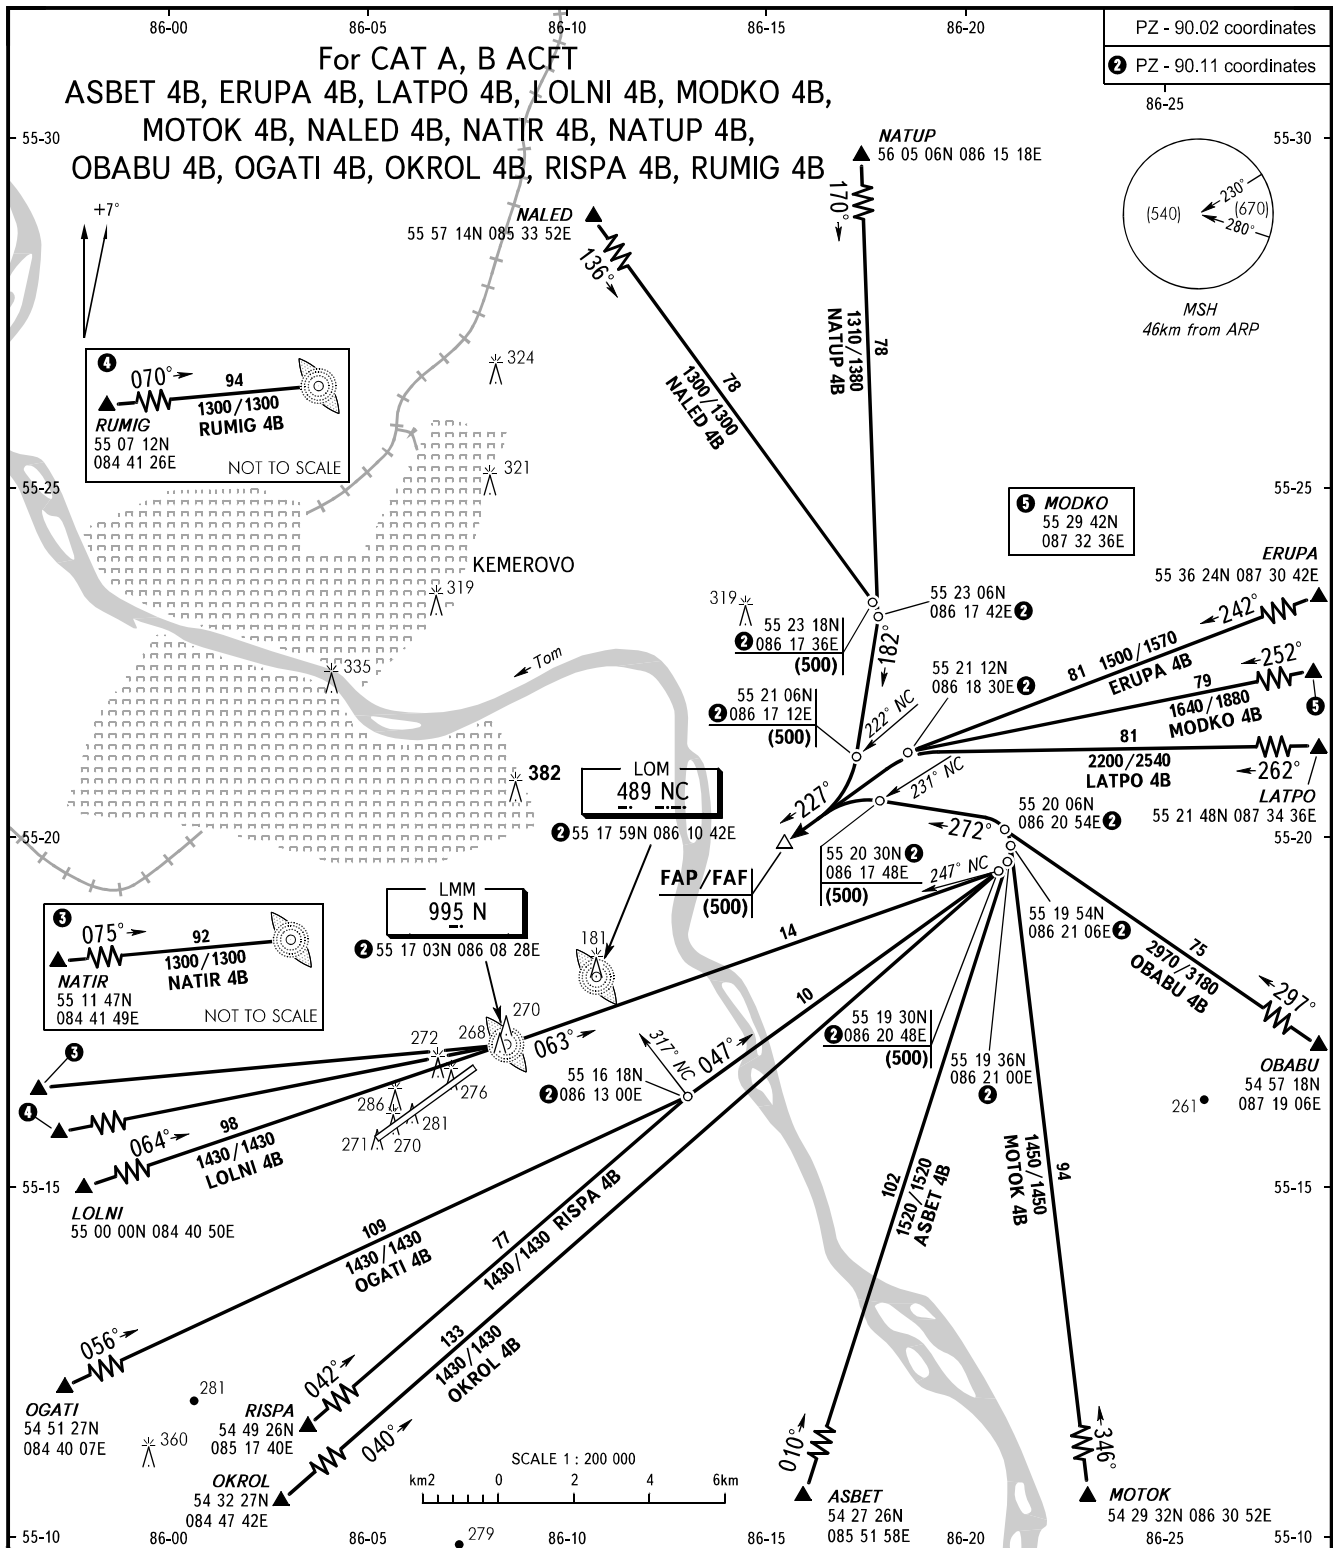 86-00
86-05
86-10
86-15
86-20
PZ - 90.02 coordinates
❷ PZ - 90.11 coordinates
86-25
For CAT A, B ACFT
ASBET 4B, ERUPA 4B, LATPO 4B, LOLNI 4B, MODKO 4B,
MOTOK 4B, NALED 4B, NATIR 4B, NATUP 4B,
OBABU 4B, OGATI 4B, OKROL 4B, RISPA 4B, RUMIG 4B
55-30
55-30
NATUP
56 05 06N 086 15 18E
170°
1310/1380
NATUP 4B
78
NALED
55 57 14N 085 33 52E
136°
78
1300/1300
NALED 4B
+7°
(540)
230°
(670)
280°
MSH
46km from ARP
❹
070°
94
1300/1300
RUMIG 4B
RUMIG
55 07 12N
084 41 26E
NOT TO SCALE
324
321
319
335
382
319
KEMEROVO
Tom
55-25
55-25
❺ MODKO
55 29 42N
087 32 36E
ERUPA
55 36 24N 087 30 42E
242°
81 1500/1570
ERUPA 4B
252°
79
1640/1880
MODKO 4B
❺
81
2200/2540
LATPO 4B
262°
LATPO
55 21 48N 087 34 36E
55 23 06N
086 17 42E❷
55 23 18N
❷086 17 36E
(500)
182°
55 21 12N
086 18 30E❷
55 21 06N
❷086 17 12E
(500)
222° NC
231° NC
227°
272°
55 20 06N
086 20 54E❷
LOM
489 NC
❷55 17 59N 086 10 42E
FAP/FAF
(500)
55 20 30N❷
086 17 48E
(500)
247° NC
55-20
55-20
LMM
995 N
❷55 17 03N 086 08 28E
55 19 54N
086 21 06E❷
75
2970/3180
OBABU 4B
297°
OBABU
54 57 18N
087 19 06E
❸
075°
92
1300/1300
NATIR 4B
NATIR
55 11 47N
084 41 49E
NOT TO SCALE
181
14
10
270
268
272
276
286
281
271
270
063°
317° NC
047°
55 16 18N
❷086 13 00E
55 19 30N
❷086 20 48E
(500)
55 19 36N
086 21 00E
❷
261
❸
❹
064°
98
1430/1430
LOLNI 4B
LOLNI
55 00 00N 084 40 50E
55-15
55-15
109
1430/1430
OGATI 4B
77
1430/1430 RISPA 4B
133
1430/1430
OKROL 4B
102
1520/1520
ASBET 4B
94
1450/1450
MOTOK 4B
056°
OGATI
54 51 27N
084 40 07E
281
360
042°
RISPA
54 49 26N
085 17 40E
040°
OKROL
54 32 27N
084 47 42E
SCALE 1 : 200 000
km2 0 2 4 6km
010°
ASBET
54 27 26N
085 51 58E
346°
MOTOK
54 29 32N 086 30 52E
279
55-10
86-00
86-05
86-10
86-15
86-20
86-25
55-10